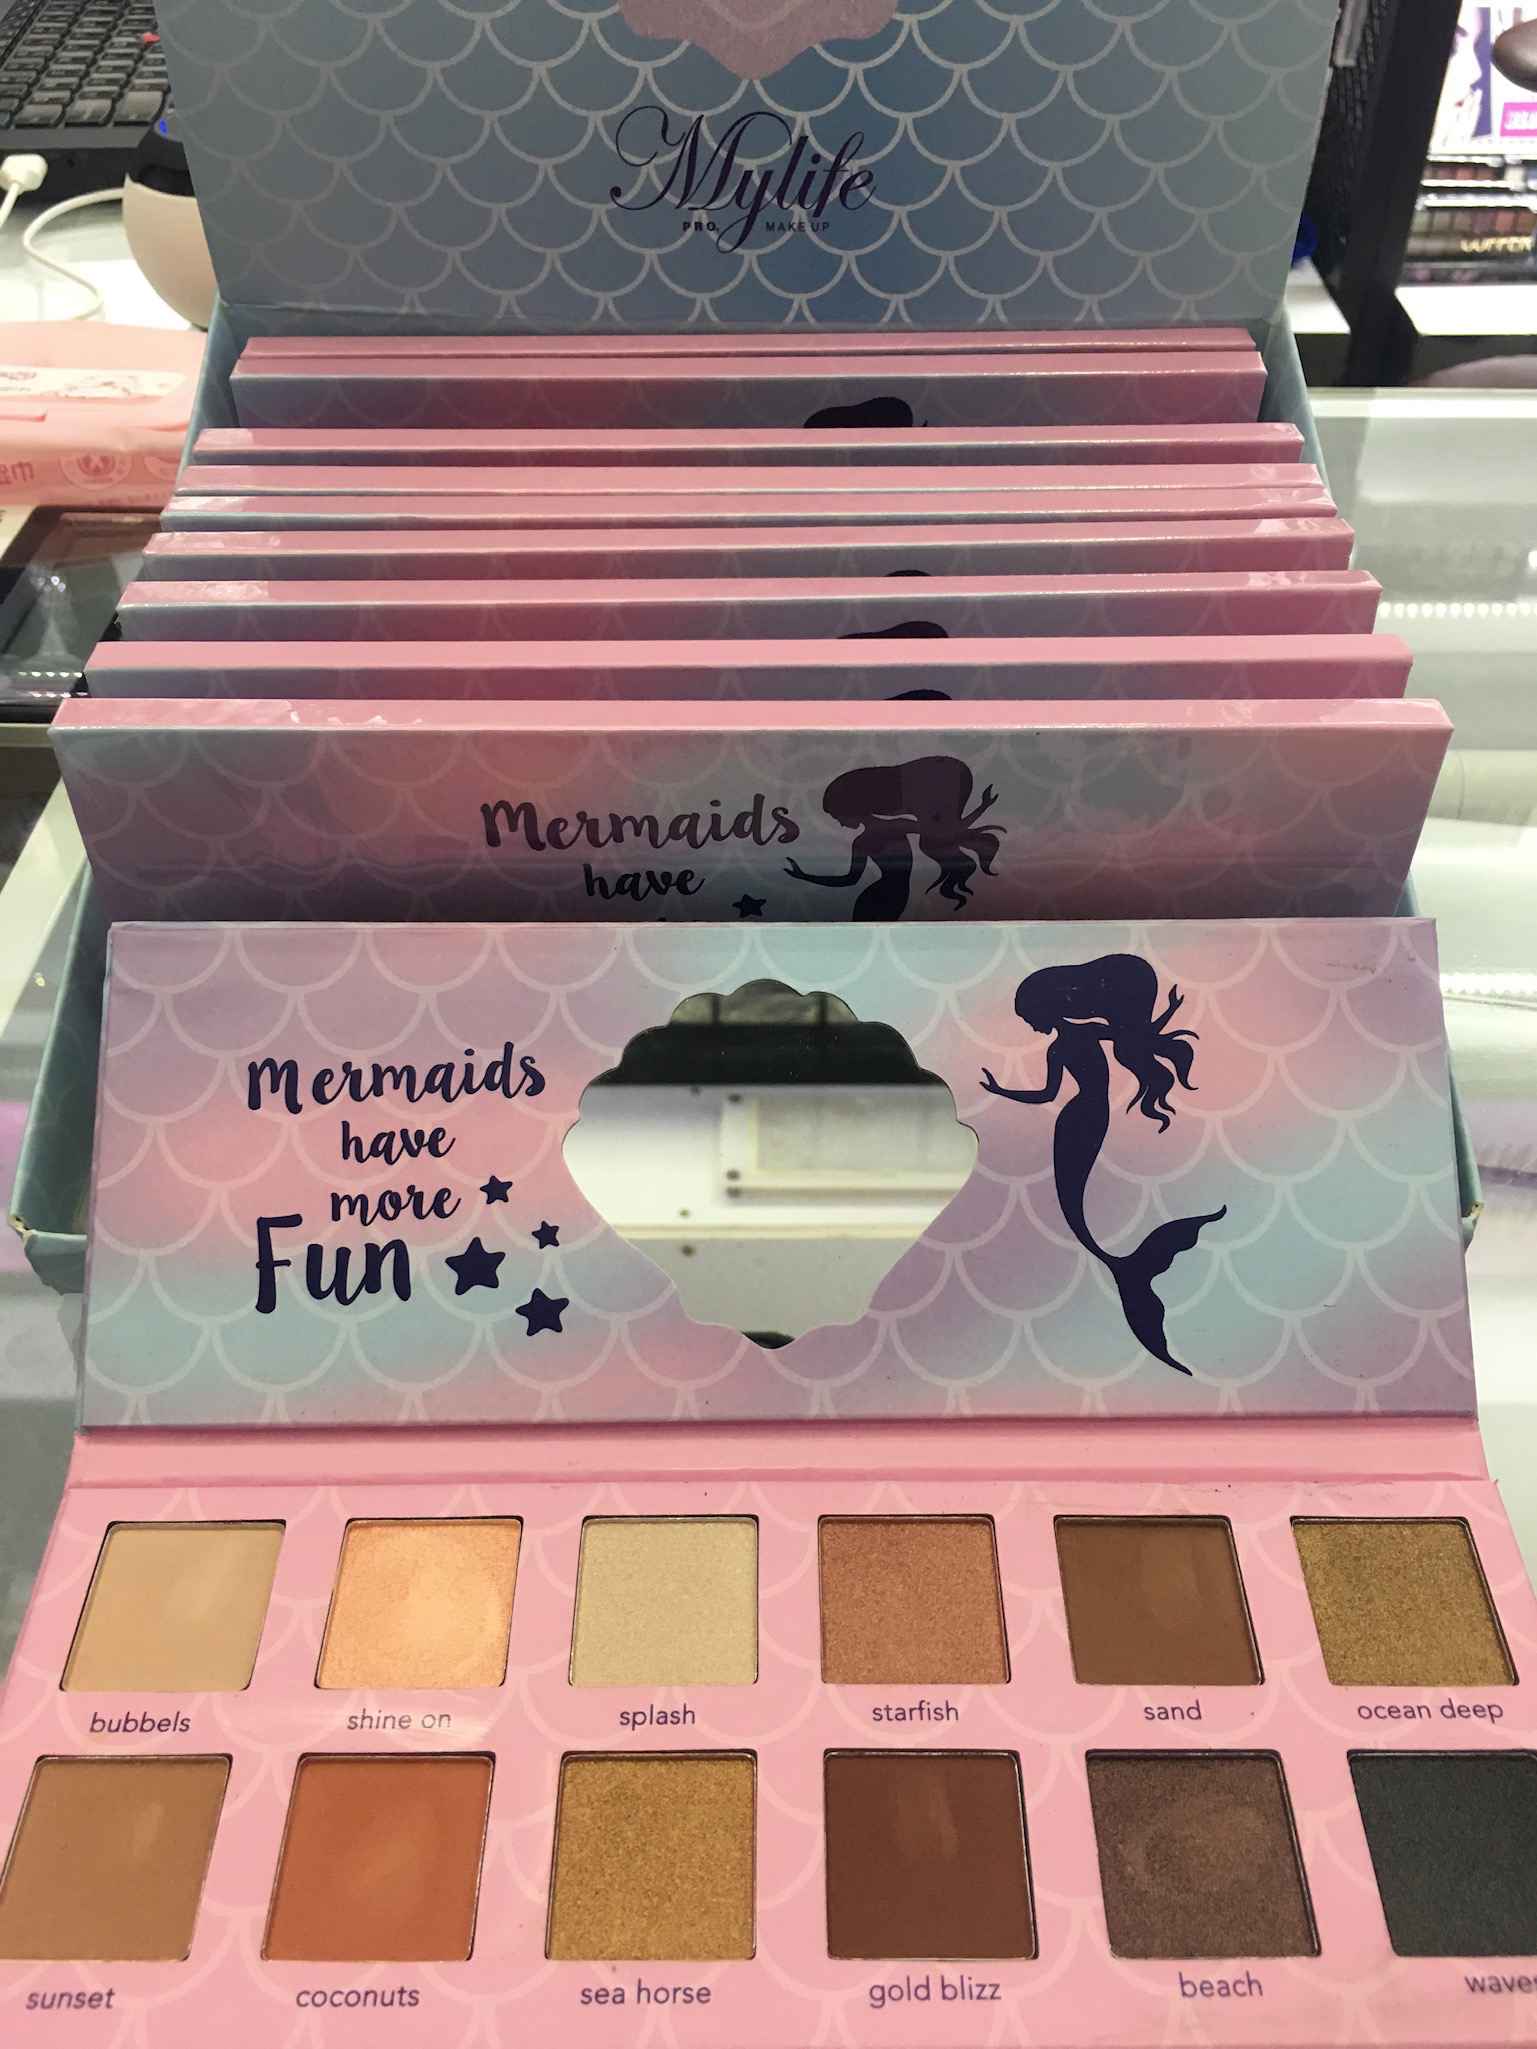 Mylife
PRO. MAKE UP
Mermaids
have
Mermaids
have
more
Fun
bubbels
shine on
splash
starfish
sand
ocean deep
sunset
coconuts
sea horse
gold blizz
beach